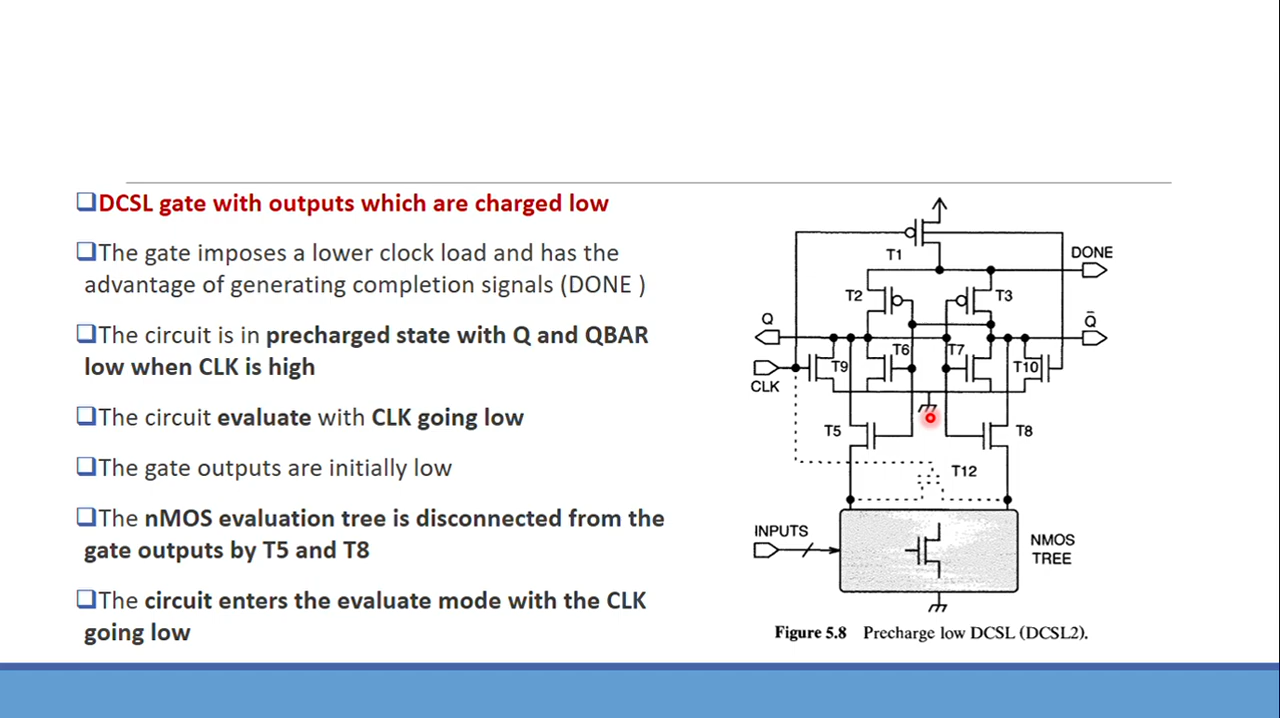 ❑DCSL gate with outputs which are charged low
❑The gate imposes a lower clock load and has the
advantage of generating completion signals (DONE )
❑The circuit is in precharged state with Q and QBAR
low when CLK is high
❑The circuit evaluate with CLK going low
❑The gate outputs are initially low
❑The nMOS evaluation tree is disconnected from the
gate outputs by T5 and T8
❑The circuit enters the evaluate mode with the CLK
going low
T1
DONE
T2
T3
Q
Q̄
T6
T7
T9
T10
CLK
T5
T8
T12
INPUTS
NMOS
TREE
Figure 5.8 Precharge low DCSL (DCSL2).